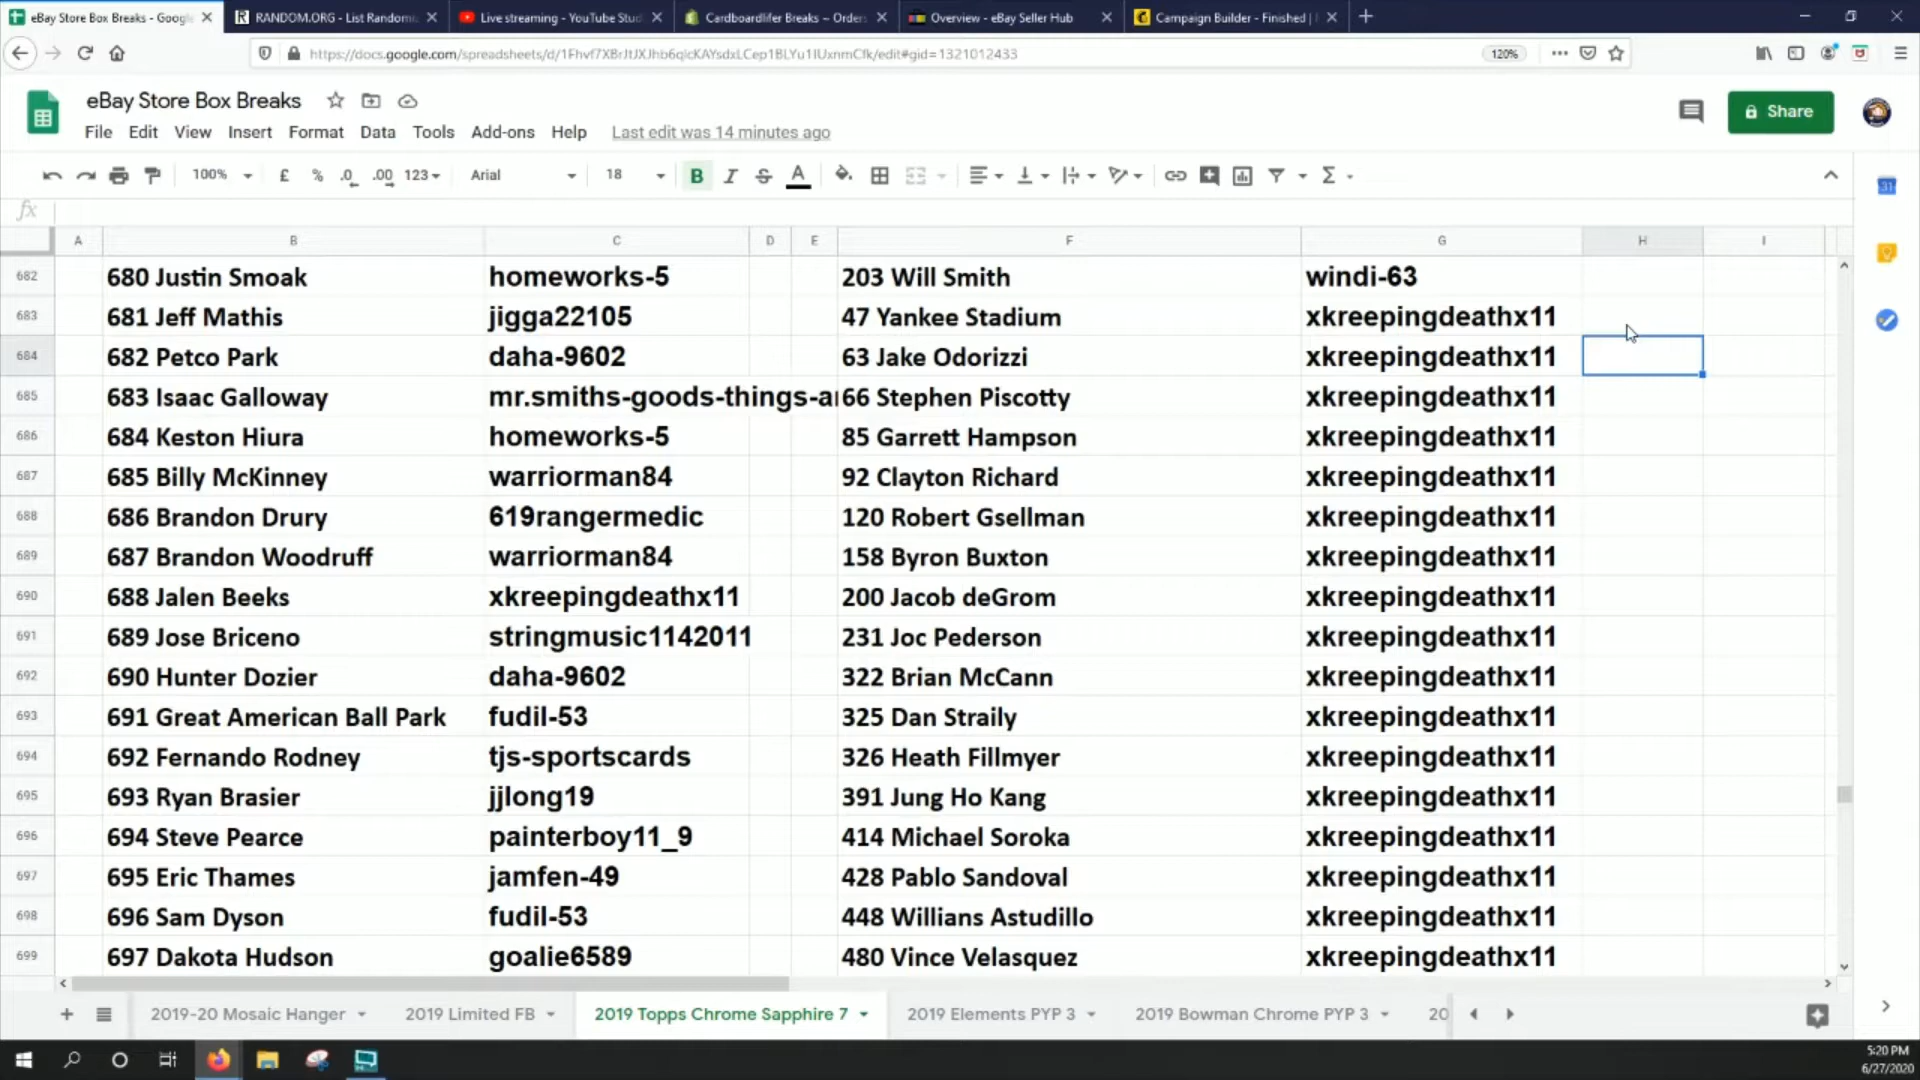 eBay Store Box Breaks - Google
RANDOM.ORG - List Randomi
Live streaming - YouTube Stud
Cardboardlifer Breaks ~ Orders
Overview - eBay Seller Hub
Campaign Builder - Finished |
docs.google.com/spreadsheets/d/
edit#gid=1321012433
120%
eBay Store Box Breaks
File Edit View Insert Format Data Tools Add-ons Help Last edit was 14 minutes ago
Share
100% £ % .0 .00 123 Arial 18 B I S A Σ
fx
A B C D E F G H I
682 680 Justin Smoak homeworks-5 203 Will Smith windi-63
683 681 Jeff Mathis jigga22105 47 Yankee Stadium xkreepingdeathx11
684 682 Petco Park daha-9602 63 Jake Odorizzi xkreepingdeathx11
685 683 Isaac Galloway mr.smiths-goods-things-a 66 Stephen Piscotty xkreepingdeathx11
686 684 Keston Hiura homeworks-5 85 Garrett Hampson xkreepingdeathx11
687 685 Billy McKinney warriorman84 92 Clayton Richard xkreepingdeathx11
688 686 Brandon Drury 619rangermedic 120 Robert Gsellman xkreepingdeathx11
689 687 Brandon Woodruff warriorman84 158 Byron Buxton xkreepingdeathx11
690 688 Jalen Beeks xkreepingdeathx11 200 Jacob deGrom xkreepingdeathx11
691 689 Jose Briceno stringmusic1142011 231 Joc Pederson xkreepingdeathx11
692 690 Hunter Dozier daha-9602 322 Brian McCann xkreepingdeathx11
693 691 Great American Ball Park fudil-53 325 Dan Straily xkreepingdeathx11
694 692 Fernando Rodney tjs-sportscards 326 Heath Fillmyer xkreepingdeathx11
695 693 Ryan Brasier jjlong19 391 Jung Ho Kang xkreepingdeathx11
696 694 Steve Pearce painterboy11_9 414 Michael Soroka xkreepingdeathx11
697 695 Eric Thames jamfen-49 428 Pablo Sandoval xkreepingdeathx11
698 696 Sam Dyson fudil-53 448 Willians Astudillo xkreepingdeathx11
699 697 Dakota Hudson goalie6589 480 Vince Velasquez xkreepingdeathx11
2019-20 Mosaic Hanger 2019 Limited FB 2019 Topps Chrome Sapphire 7 2019 Elements PYP 3 2019 Bowman Chrome PYP 3 20
5:20 PM
6/27/2020